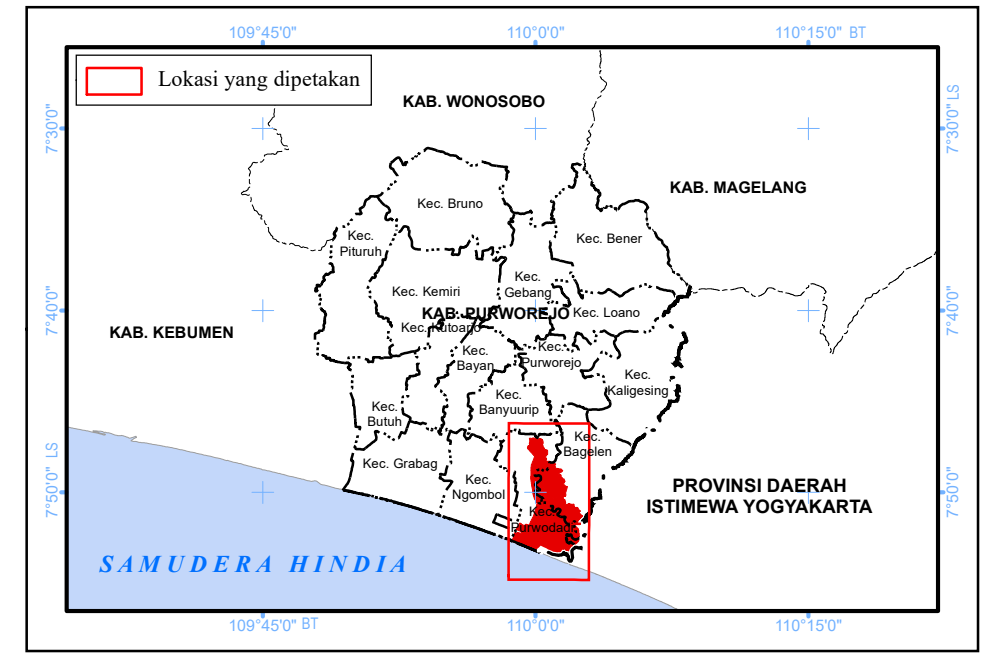 109°45'0"
110°0'0"
110°15'0" BT
Lokasi yang dipetakan
KAB. WONOSOBO
7°30'0"
7°30'0" LS
KAB. MAGELANG
Kec. Bruno
Kec.
Pituruh
Kec. Bener
Kec.
Gebang
Kec. Kemiri
7°40'0"
7°40'0"
KAB. PURWOREJO
Kec. Loano
Kec. Kutoarjo
KAB. KEBUMEN
Kec.
Bayan
Kec.
Purworejo
Kec.
Kaligesing
Kec.
Banyuurip
Kec.
Butuh
Kec.
Bagelen
Kec. Grabag
Kec.
Ngombol
7°50'0" LS
7°50'0"
PROVINSI DAERAH
ISTIMEWA YOGYAKARTA
Kec.
Purwodadi
SAMUDERA HINDIA
109°45'0" BT
110°0'0"
110°15'0"